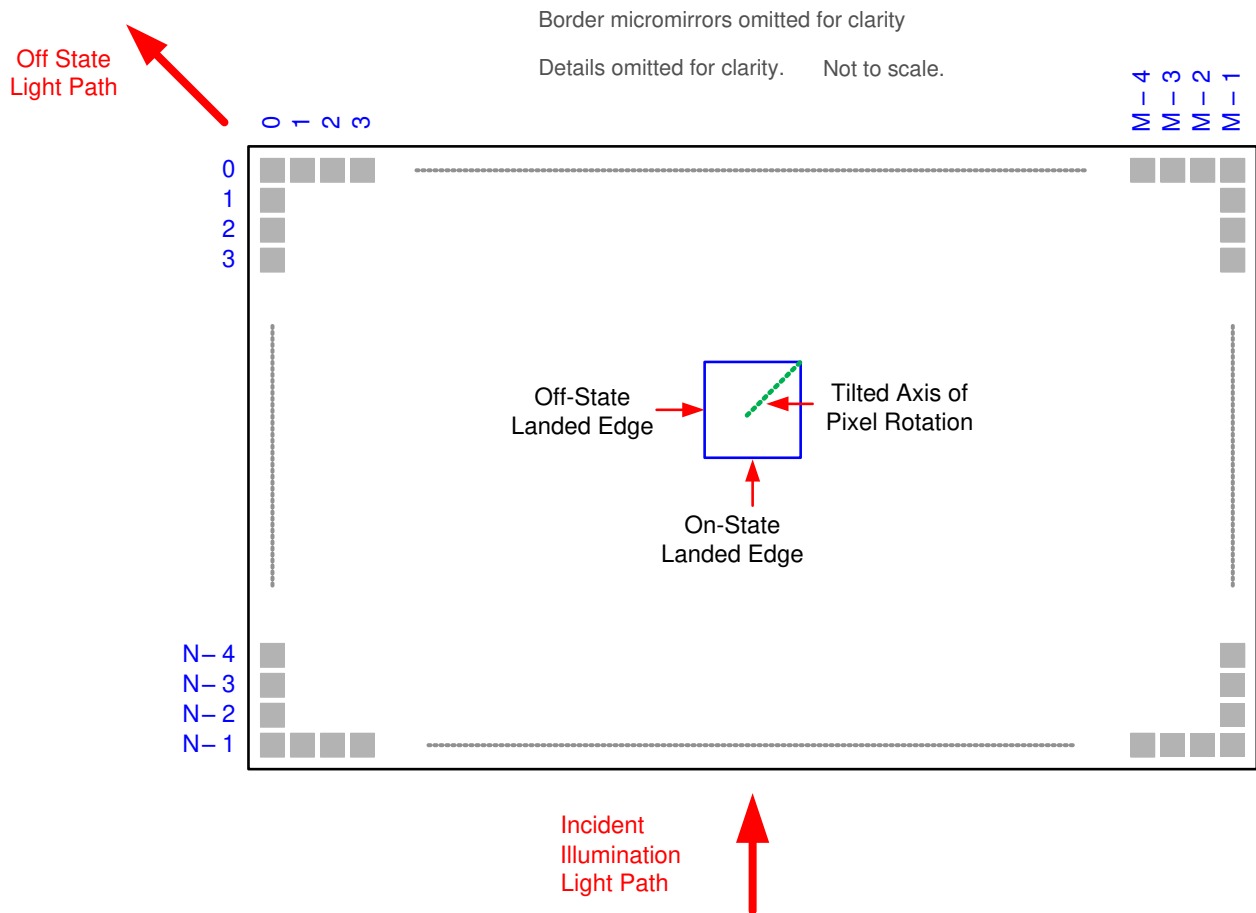 Border micromirrors omitted for clarity
Details omitted for clarity. Not to scale.
Off State
Light Path
0
1
2
3
M – 4
M – 3
M – 2
M – 1
0
1
2
3
Off-State
Landed Edge
Tilted Axis of
Pixel Rotation
On-State
Landed Edge
N – 4
N – 3
N – 2
N – 1
Incident
Illumination
Light Path